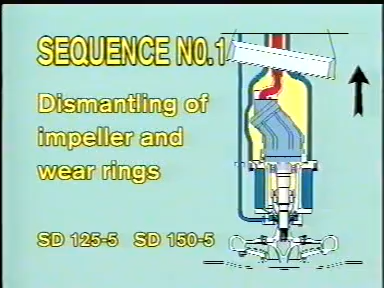 SEQUENCE NO.1
Dismantling of
impeller and
wear rings
SD 125-5 SD 150-5